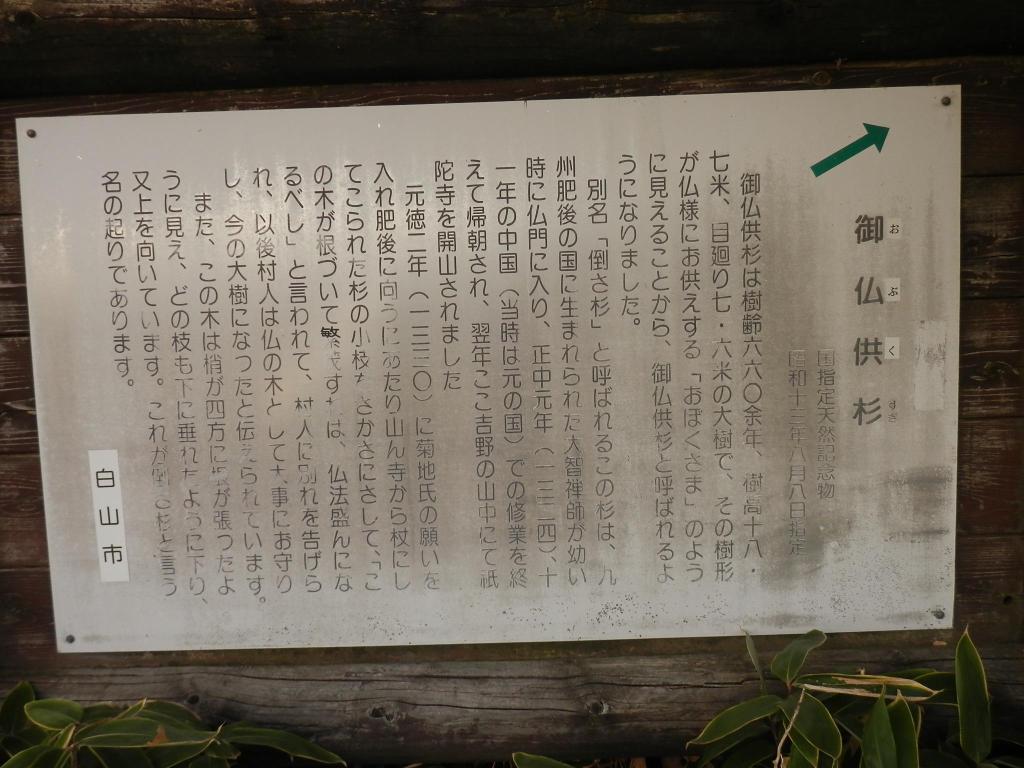 御仏供杉
おぶくすぎ
国指定天然記念物
昭和十三年八月八日指定
御仏供杉は樹齢六六〇余年、樹高十八・
七米、目廻り七・六米の大樹で、その樹形
が仏様にお供えする「おぼくさま」のよう
に見えることから、御仏供杉と呼ばれるよ
うになりました。
別名「倒さ杉」と呼ばれるこの杉は、九
州肥後の国に生まれられた大智禅師が幼い
時に仏門に入り、正中元年（一三二四）、十
一年の中国（当時は元の国）での修業を終
えて帰朝され、翌年ここ吉野の山中にて祇
陀寺を開山されました
元徳二年（一三三〇）に菊地氏の願いを
入れ肥後に向うにあたり山ん寺から杖にし
てこられた杉の小枝をさかさにさして、「こ
の木が根づいて繁茂すれば、仏法盛んにな
るべし」と言われて、村人に別れを告げら
れ、以後村人は仏の木として大事にお守り
し、今の大樹になったと伝えられています。
また、この木は梢が四方に根が張ったよ
うに見え、どの枝も下に垂れたように下り、
又上を向いています。これが倒さ杉と言う
名の起りであります。
白山市